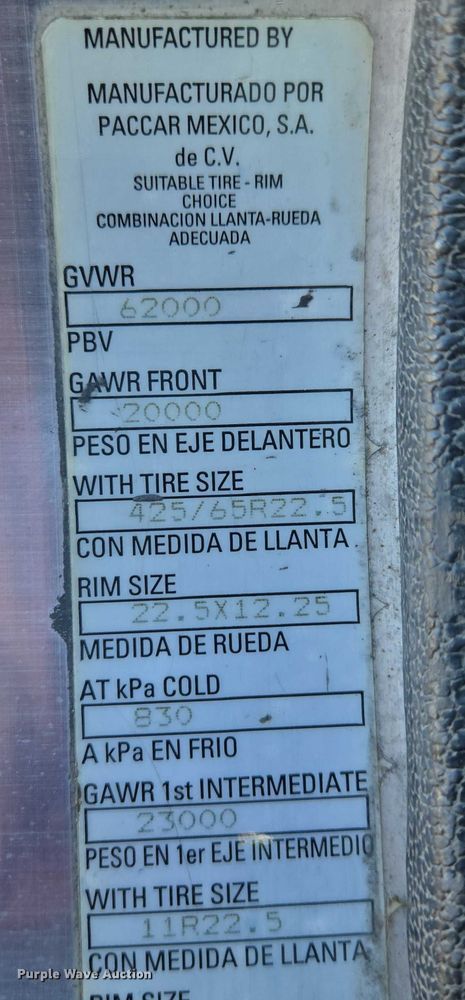 MANUFACTURED BY
MANUFACTURADO POR
PACCAR MEXICO, S.A.
de C.V.
SUITABLE TIRE - RIM
CHOICE
COMBINACION LLANTA-RUEDA
ADECUADA
GVWR
62000
PBV
GAWR FRONT
20000
PESO EN EJE DELANTERO
WITH TIRE SIZE
425/65R22.5
CON MEDIDA DE LLANTA
RIM SIZE
22.5X12.25
MEDIDA DE RUEDA
AT kPa COLD
830
A kPa EN FRIO
GAWR 1st INTERMEDIATE
23000
PESO EN 1er EJE INTERMEDIO
WITH TIRE SIZE
11R22.5
CON MEDIDA DE LLANTA
RIM SIZE
Purple Wave Auction